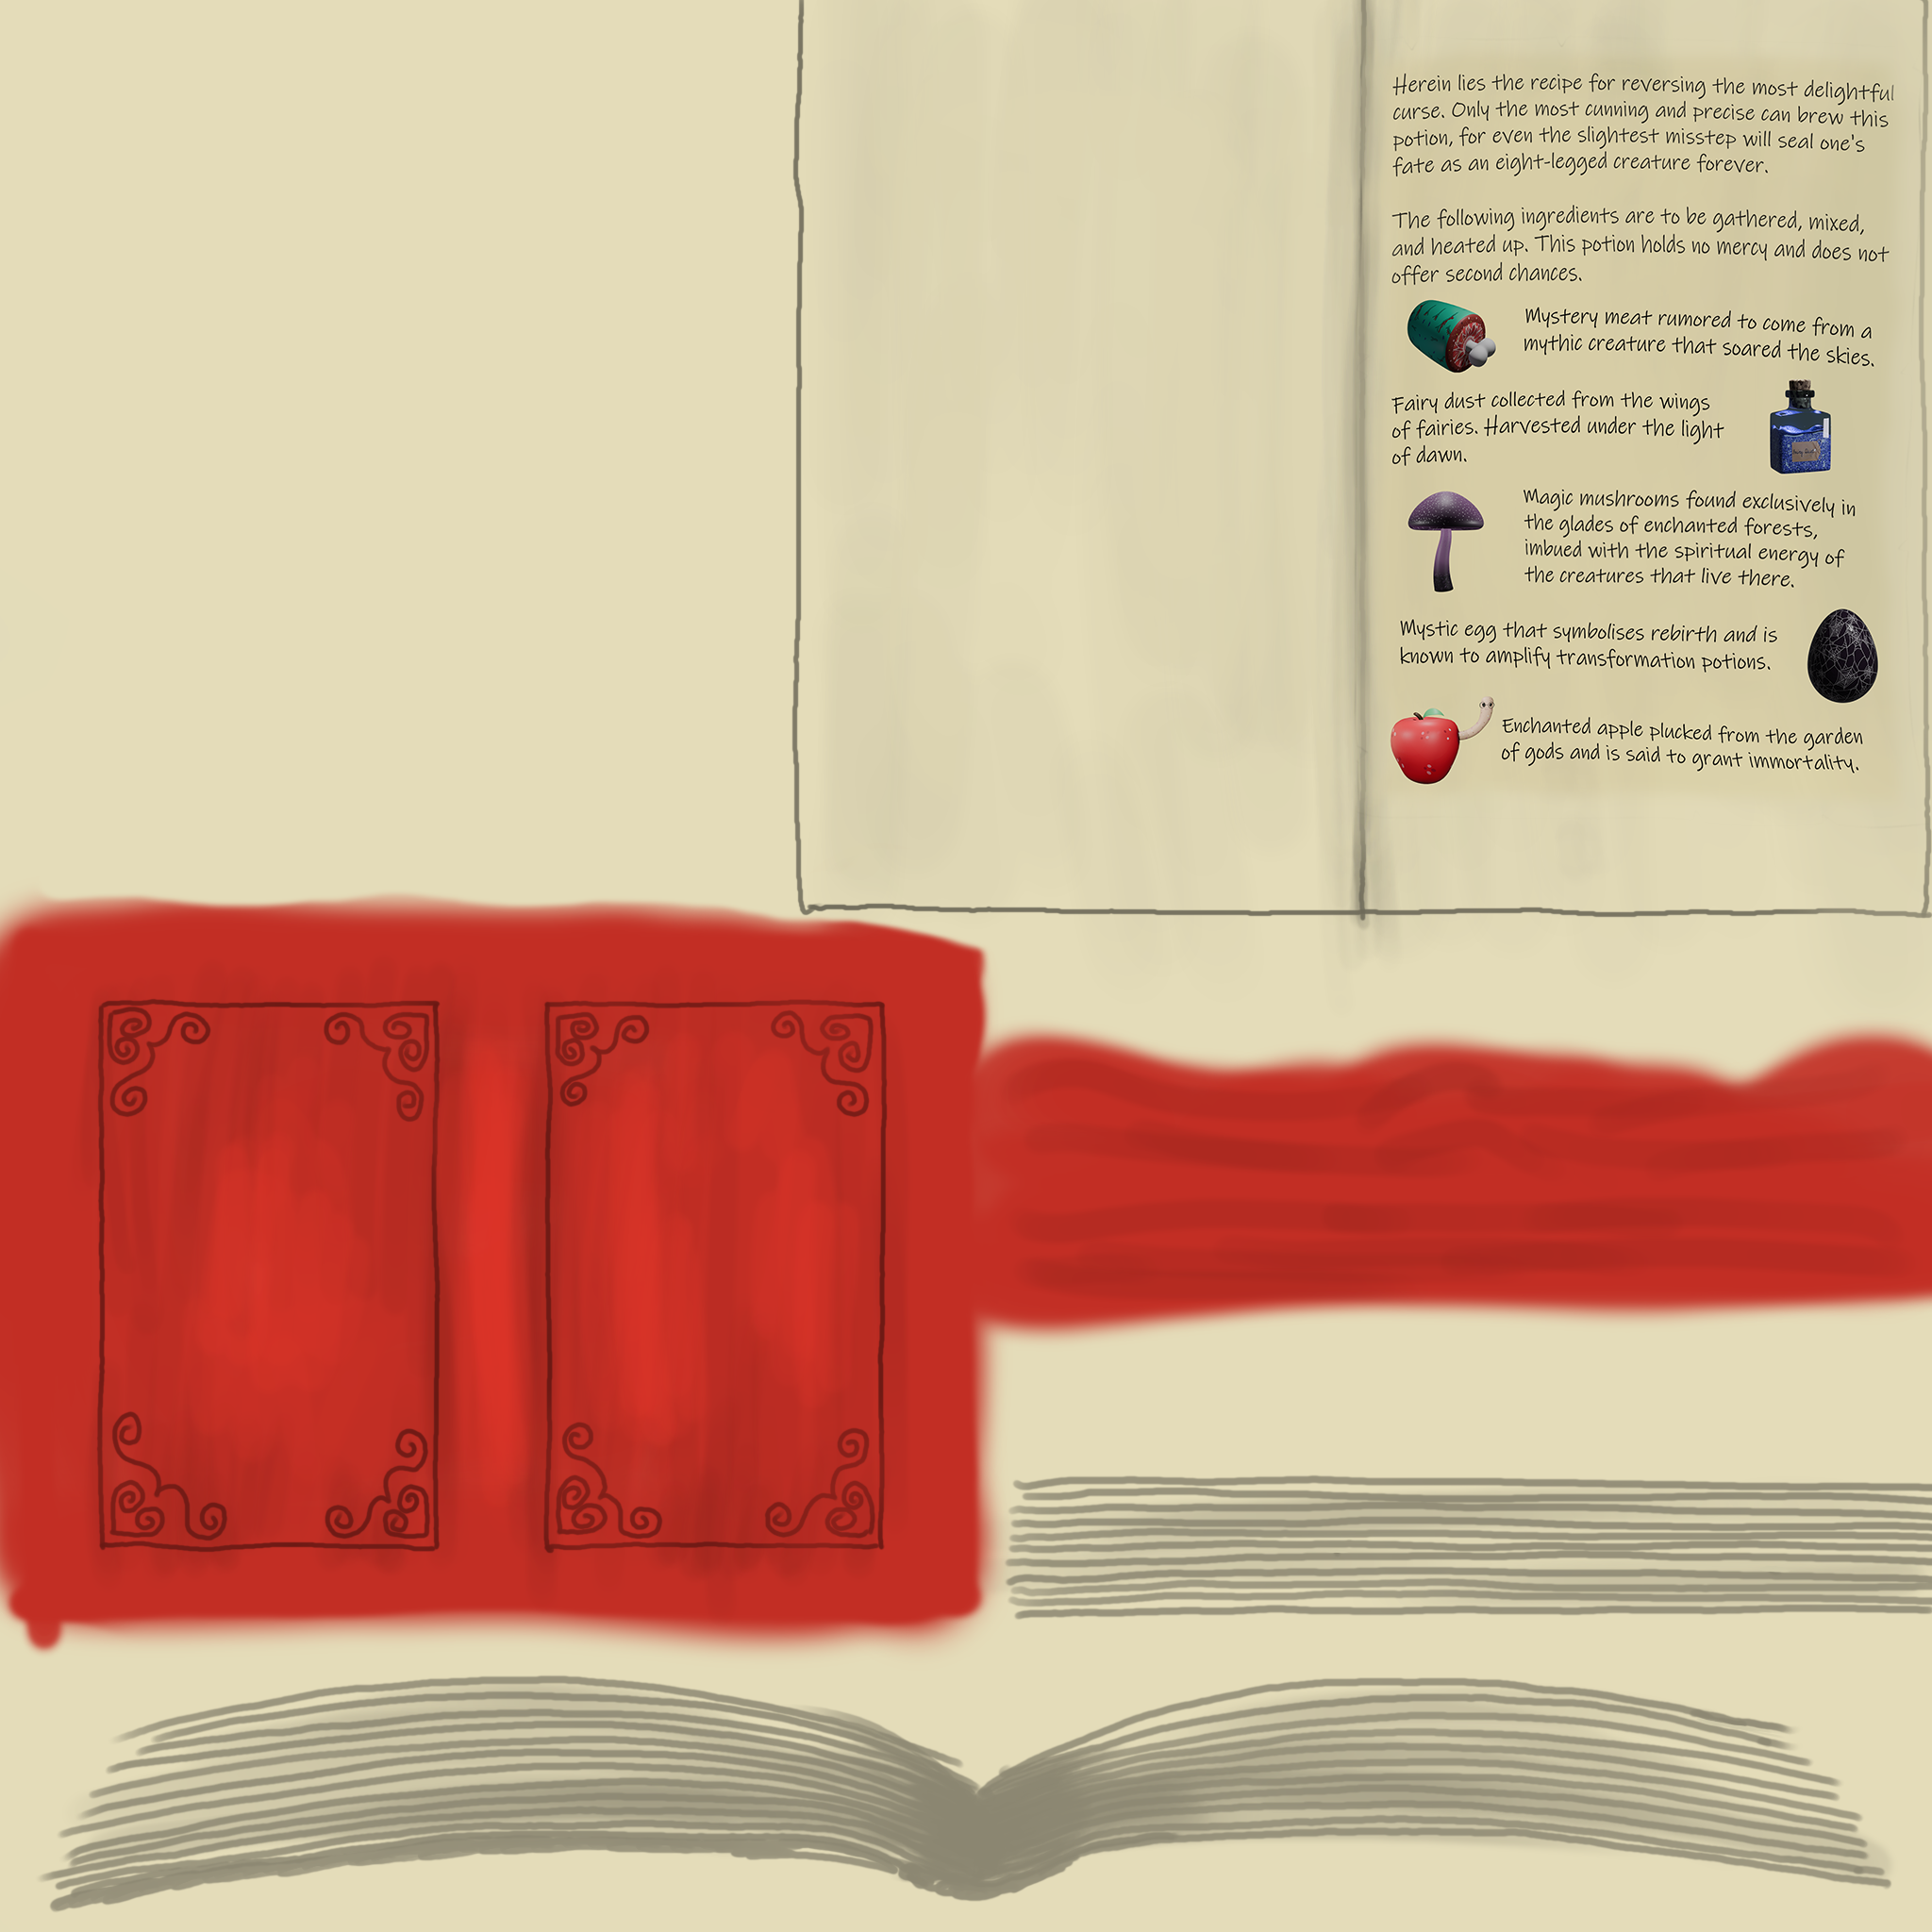 Herein lies the recipe for reversing the most delightful
curse. Only the most cunning and precise can brew this
potion, for even the slightest misstep will seal one's
fate as an eight-legged creature forever.
The following ingredients are to be gathered, mixed,
and heated up. This potion holds no mercy and does not
offer second chances.
Mystery meat rumored to come from a
mythic creature that soared the skies.
Fairy dust collected from the wings
of fairies. Harvested under the light
of dawn.
Magic mushrooms found exclusively in
the glades of enchanted forests,
imbued with the spiritual energy of
the creatures that live there.
Mystic egg that symbolises rebirth and is
known to amplify transformation potions.
Enchanted apple plucked from the garden
of gods and is said to grant immortality.